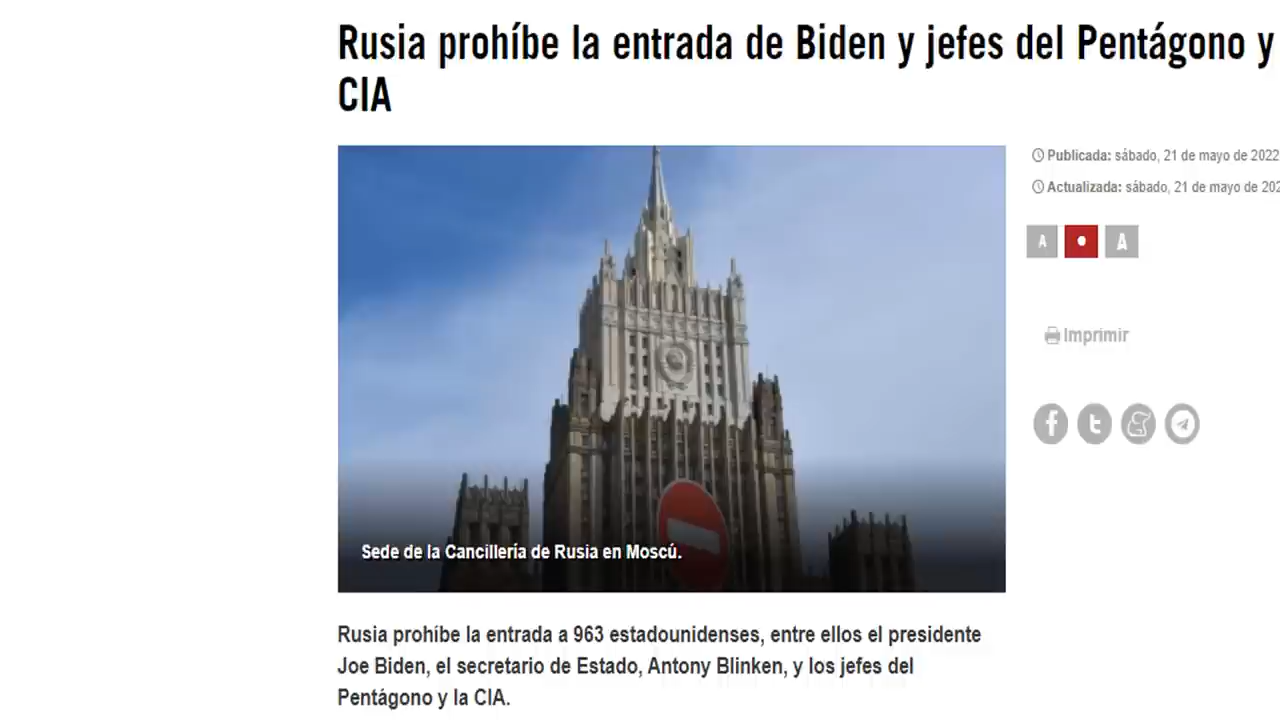 Rusia prohíbe la entrada de Biden y jefes del Pentágono y
CIA
Publicada: sábado, 21 de mayo de 2022
Actualizada: sábado, 21 de mayo de 202
A A
Imprimir
Sede de la Cancillería de Rusia en Moscú.
Rusia prohíbe la entrada a 963 estadounidenses, entre ellos el presidente
Joe Biden, el secretario de Estado, Antony Blinken, y los jefes del
Pentágono y la CIA.